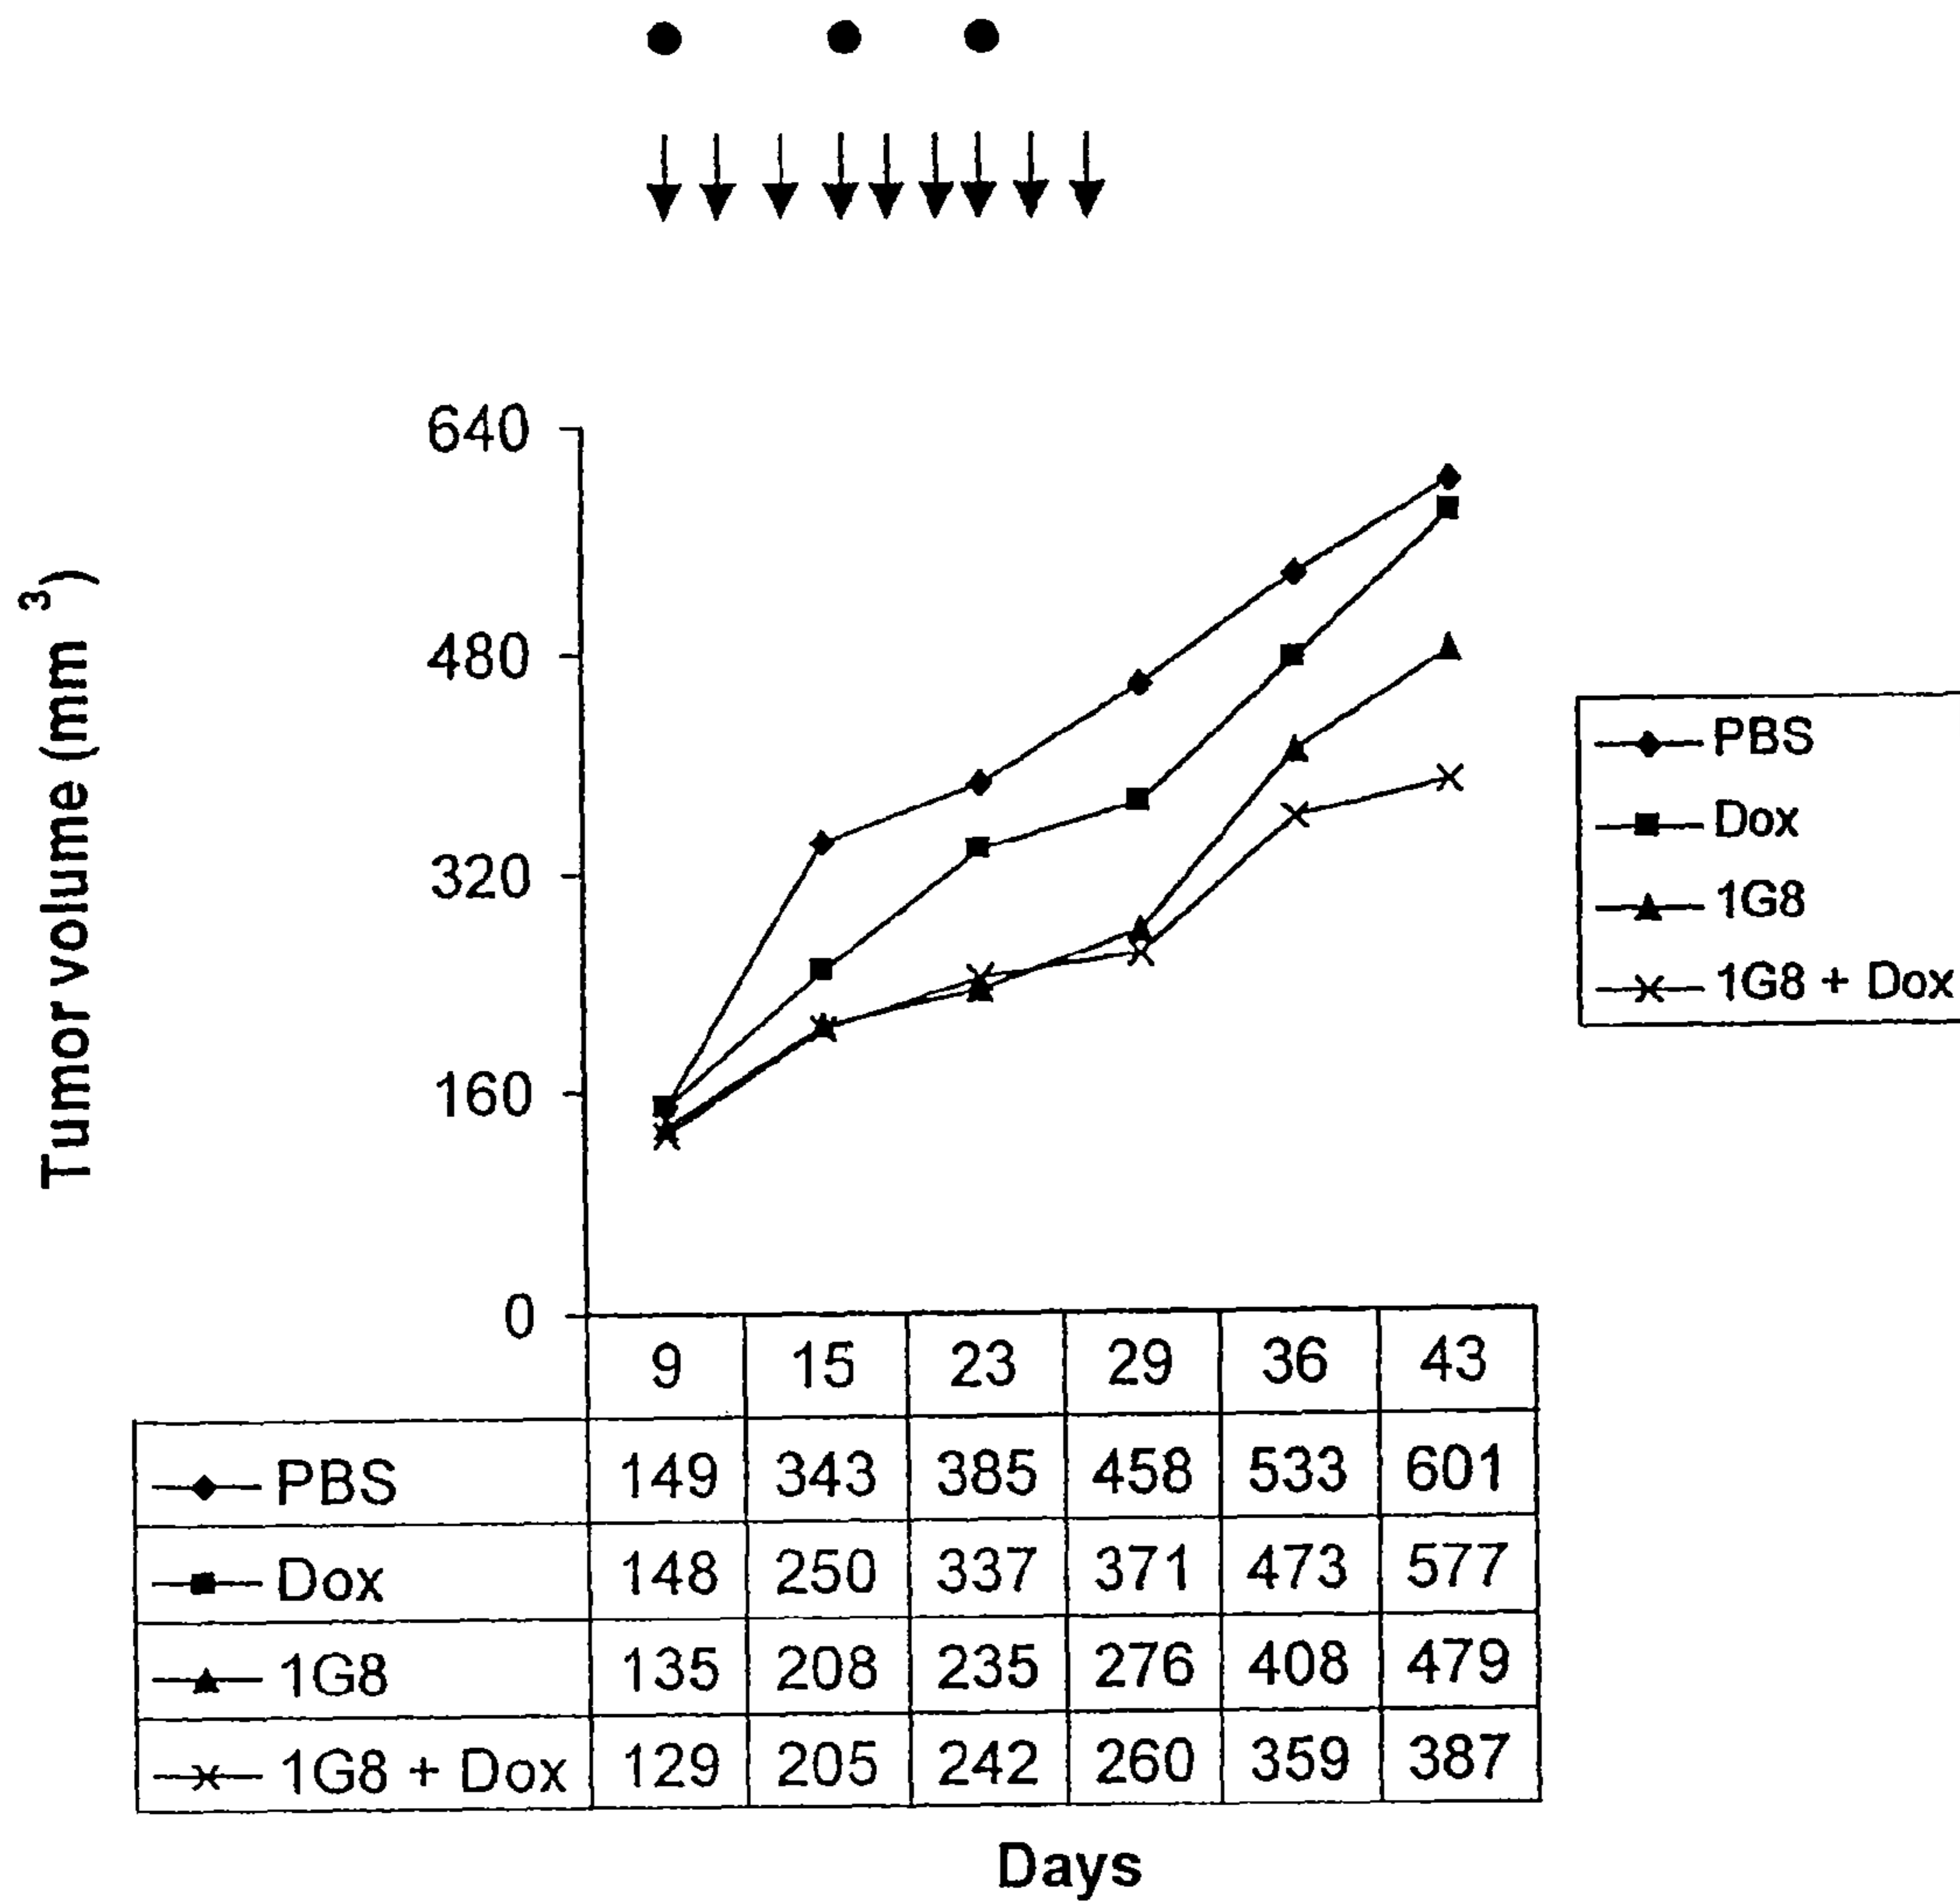 640
480
320
160
0
Tumor volume (mm 3)
PBS
Dox
1G8
1G8 + Dox
9 15 23 29 36 43
PBS 149 343 385 458 533 601
Dox 148 250 337 371 473 577
1G8 135 208 235 276 408 479
1G8 + Dox 129 205 242 260 359 387
Days